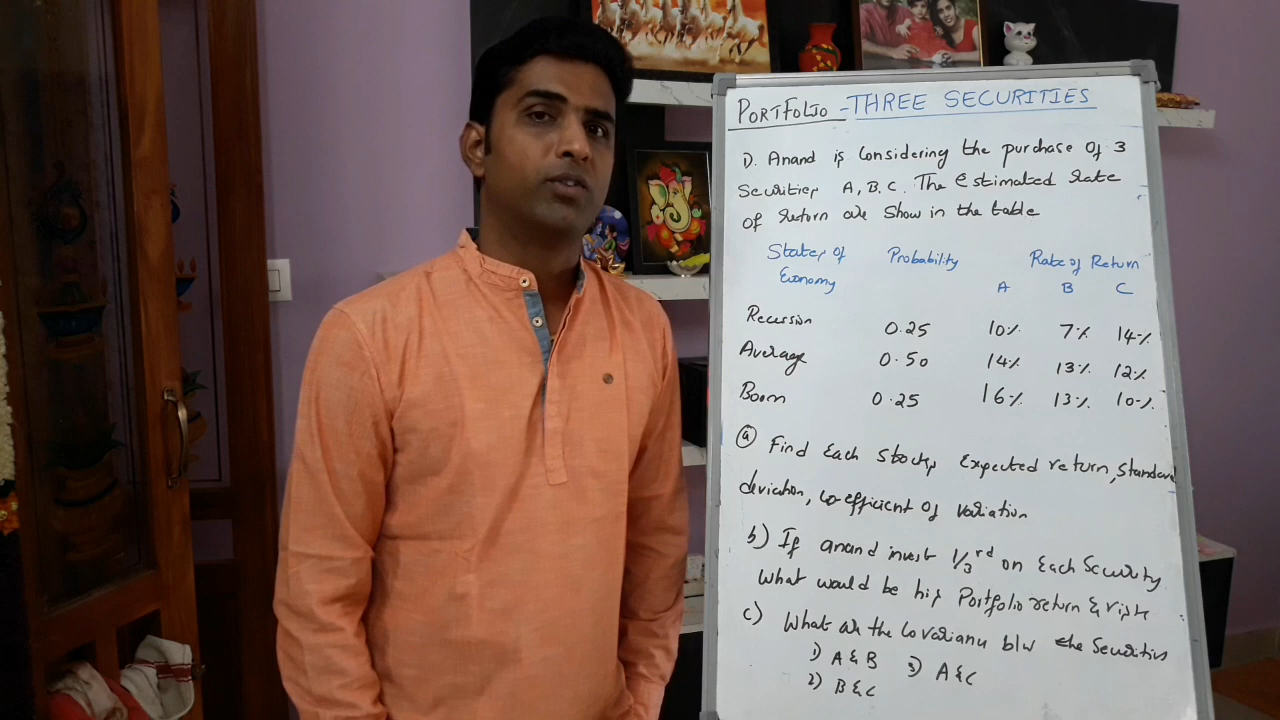 PORTFOLIO - THREE SECURITIES
1). Anand is Considering the purchase of 3
Securities A, B, C. The Estimated Rate
of Return are Show in the table
States of Probability Rate of Return
Economy A B C
Recession 0.25 10% 7% 14%
Average 0.50 14% 13% 12%
Boom 0.25 16% 13% 10%
a) Find Each Stocks Expected return, Standard
deviation, Co-efficient of Variation
b) If anand invest 1/3rd on Each Security
What would be his Portfolio return & risk
c) What are the Covariance b/w the Securities
1) A & B 3) A & C
2) B & C